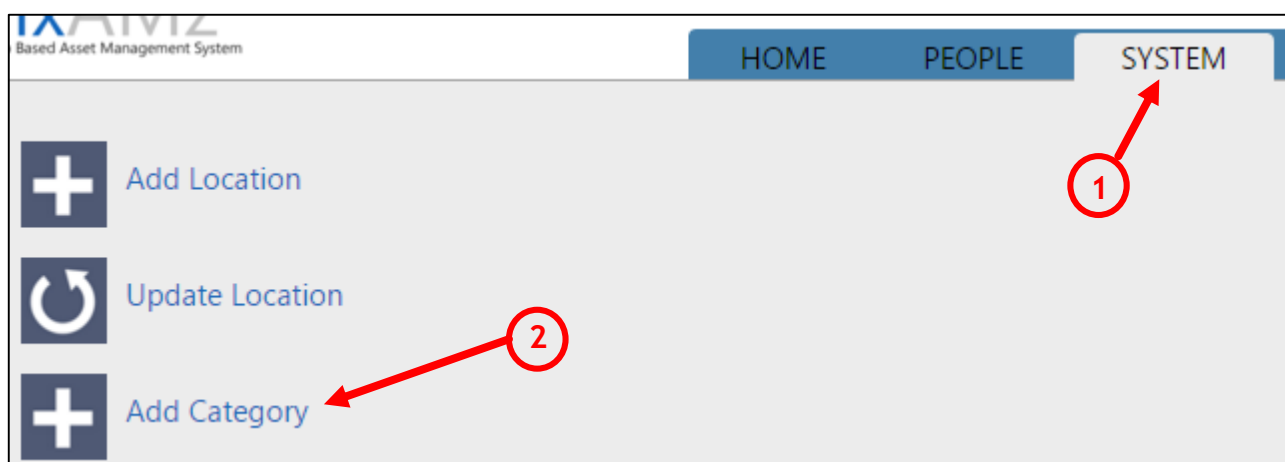 Based Asset Management System
HOME PEOPLE SYSTEM
1
Add Location
Update Location
2
Add Category